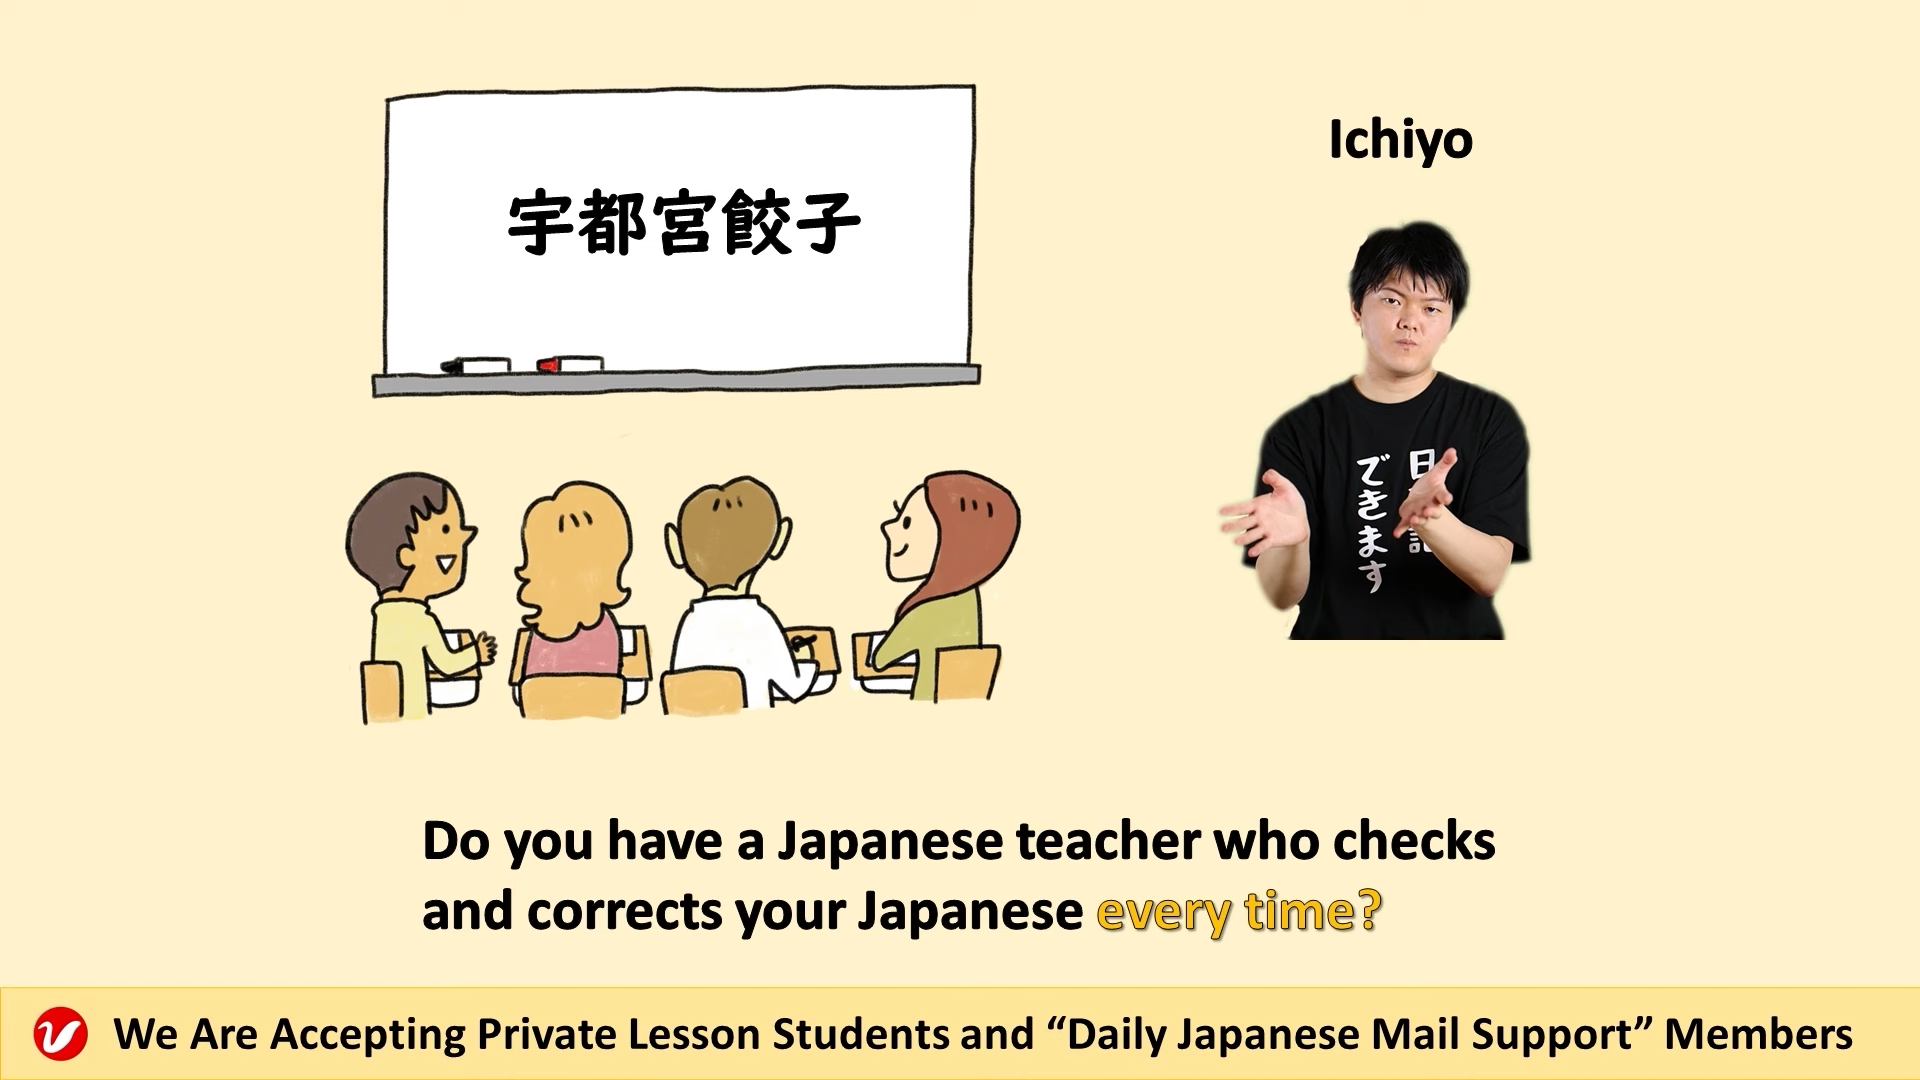 宇都宮餃子
Ichiyo
できます
Do you have a Japanese teacher who checks
and corrects your Japanese every time?
We Are Accepting Private Lesson Students and “Daily Japanese Mail Support” Members